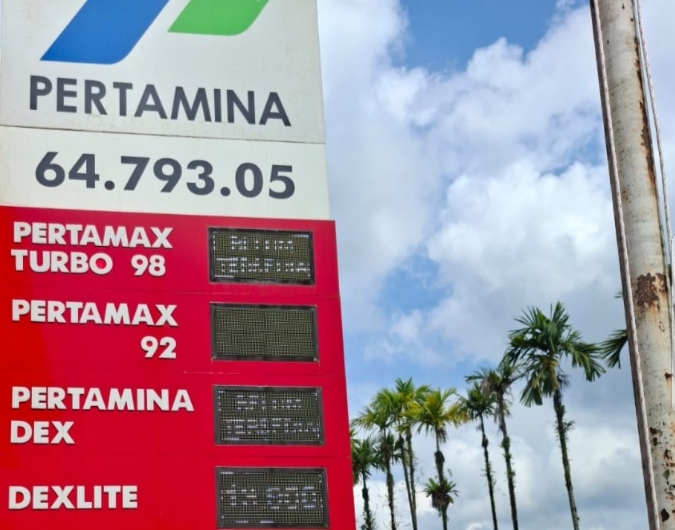 PERTAMINA
64.793.05
PERTAMAX
TURBO 98
PERTAMAX
92
PERTAMINA
DEX
DEXLITE